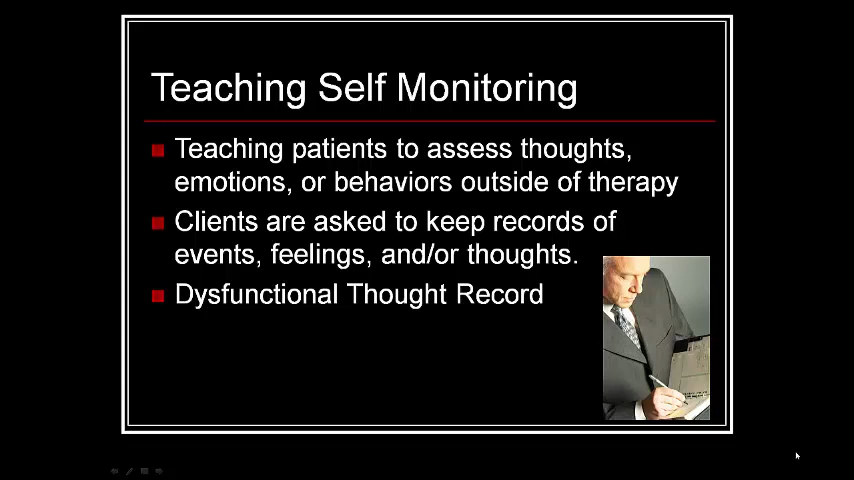 Teaching Self Monitoring
Teaching patients to assess thoughts,
emotions, or behaviors outside of therapy
Clients are asked to keep records of
events, feelings, and/or thoughts.
Dysfunctional Thought Record